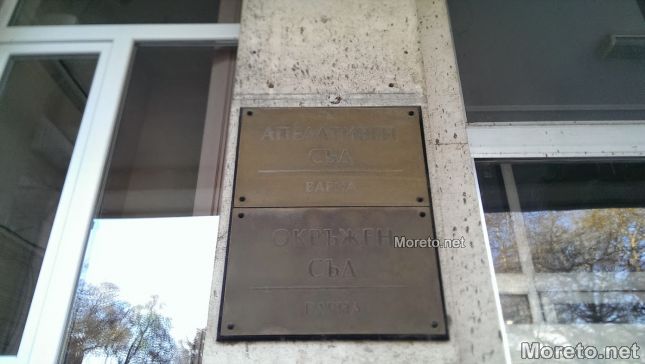 АПЕЛАТИВЕН
СЪД
ВАРНА
ОКРЪЖЕН
СЪД
ВАРНА
Moreto.net
Moreto.net